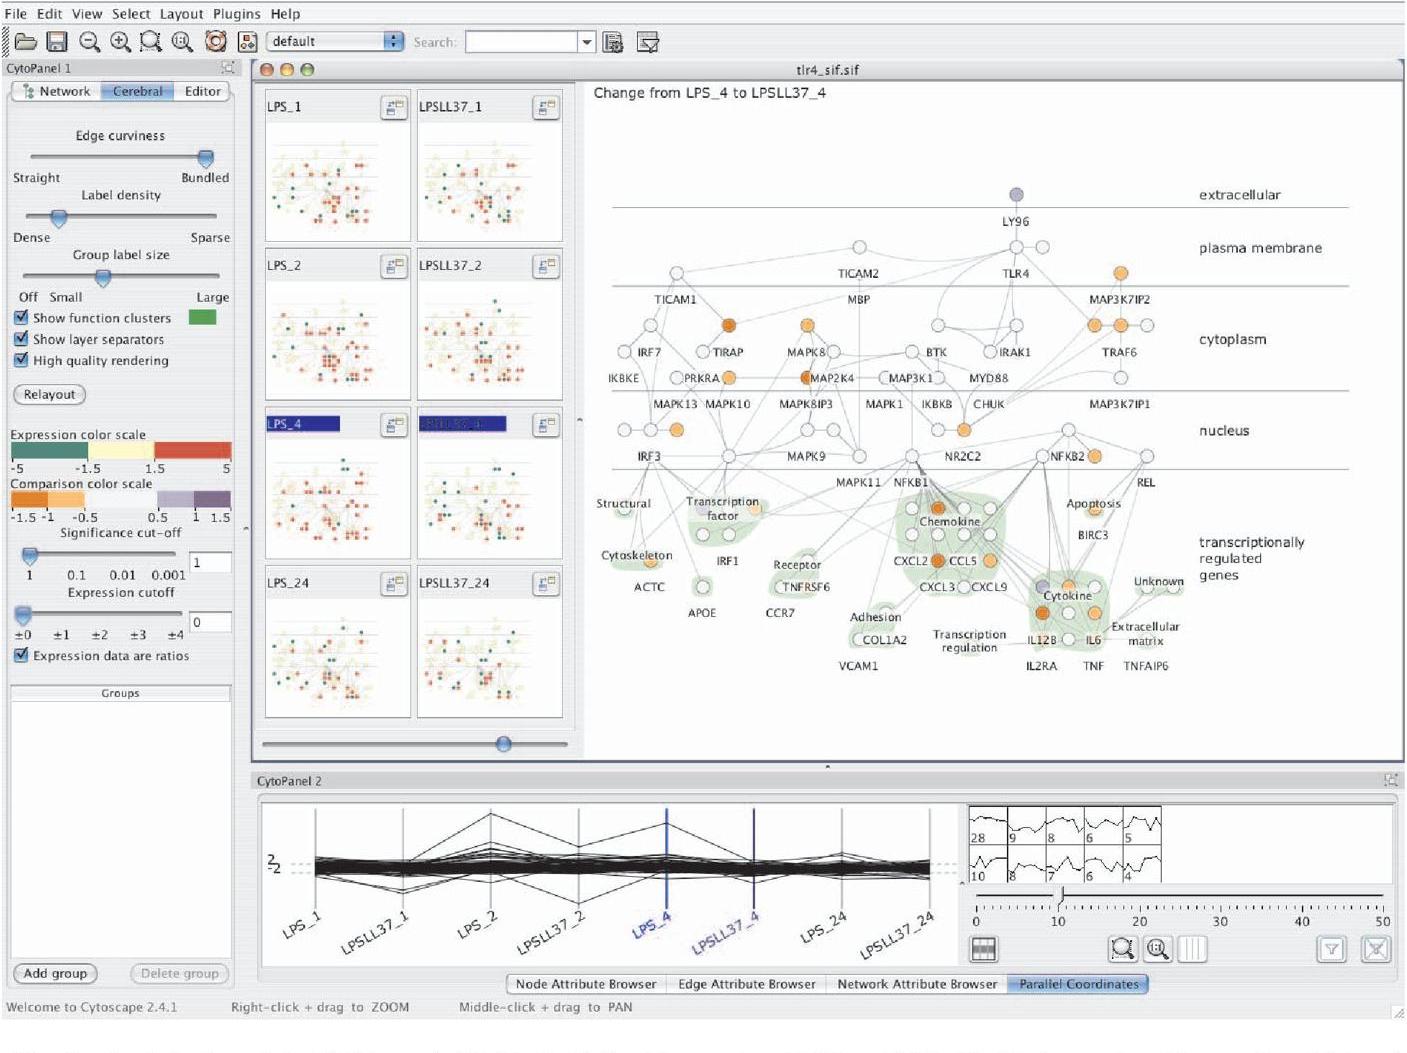 File Edit View Select Layout Plugins Help
default Search:
CytoPanel 1
Network Cerebral Editor
Edge curviness
Straight Bundled
Label density
Dense Sparse
Group label size
Off Small Large
Show function clusters
Show layer separators
High quality rendering
Relayout
Expression color scale
-5 -1.5 1.5 5
Comparison color scale
-1.5 -1 -0.5 0.5 1 1.5
Significance cut-off
1
1 0.1 0.01 0.001
Expression cutoff
0
±0 ±1 ±2 ±3 ±4
Expression data are ratios
Groups
Add group Delete group
tlr4_sif.sif
LPS_1 LPSLL37_1
LPS_2 LPSLL37_2
LPS_4 LPSLL37_4
LPS_24 LPSLL37_24
Change from LPS_4 to LPSLL37_4
extracellular
LY96
plasma membrane
TICAM2 TLR4
TICAM1 MBP MAP3K7IP2
cytoplasm
IRF7 TIRAP MAPK8 BTK IRAK1 TRAF6
IKBKE PRKRA MAP2K4 MAP3K1 MYD88
MAPK13 MAPK10 MAPK8IP3 MAPK1 IKBKB CHUK MAP3K7IP1
nucleus
IRF3 MAPK9 NR2C2 NFKB2
MAPK11 NFKB1 REL
Structural Transcription factor Apoptosis
Chemokine
BIRC3
transcriptionally
regulated
genes
Cytoskeleton IRF1 Receptor CXCL2 CCL5
ACTC TNFRSF6 CXCL3 CXCL9 Unknown
Cytokine
APOE CCR7 Adhesion
Extracellular
matrix
COL1A2 Transcription
regulation IL12B IL6
VCAM1 IL2RA TNF TNFAIP6
CytoPanel 2
2
-2
LPS_1 LPSLL37_1 LPS_2 LPSLL37_2 LPS_4 LPSLL37_4 LPS_24 LPSLL37_24
28 9 8 6 5
10 8 7 6 4
0 10 20 30 40 50
Node Attribute Browser Edge Attribute Browser Network Attribute Browser Parallel Coordinates
Welcome to Cytoscape 2.4.1 Right-click + drag to ZOOM Middle-click + drag to PAN